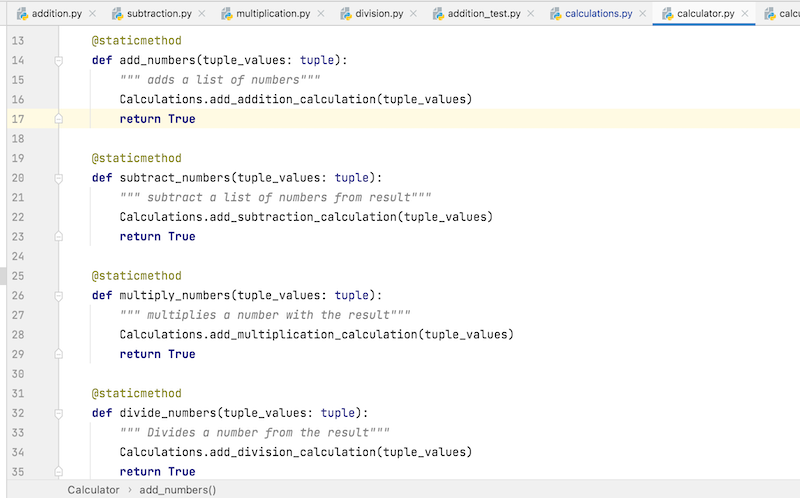 addition.py × subtraction.py × multiplication.py × division.py × addition_test.py × calculations.py × calculator.py ×
13 @staticmethod
14 def add_numbers(tuple_values: tuple):
15 """ adds a list of numbers"""
16 Calculations.add_addition_calculation(tuple_values)
17 return True
18
19 @staticmethod
20 def subtract_numbers(tuple_values: tuple):
21 """ subtract a list of numbers from result"""
22 Calculations.add_subtraction_calculation(tuple_values)
23 return True
24
25 @staticmethod
26 def multiply_numbers(tuple_values: tuple):
27 """ multiplies a number with the result"""
28 Calculations.add_multiplication_calculation(tuple_values)
29 return True
30
31 @staticmethod
32 def divide_numbers(tuple_values: tuple):
33 """ Divides a number from the result"""
34 Calculations.add_division_calculation(tuple_values)
35 return True
Calculator › add_numbers()